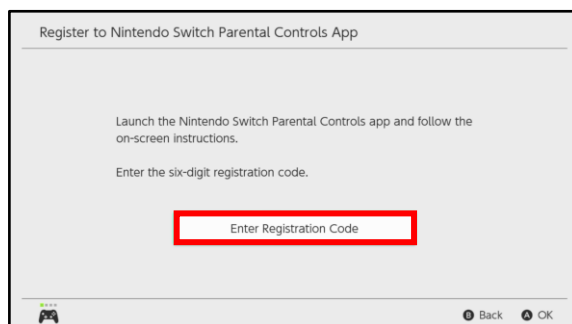 Register to Nintendo Switch Parental Controls App
Launch the Nintendo Switch Parental Controls app and follow the
on-screen instructions.
Enter the six-digit registration code.
Enter Registration Code
B Back A OK